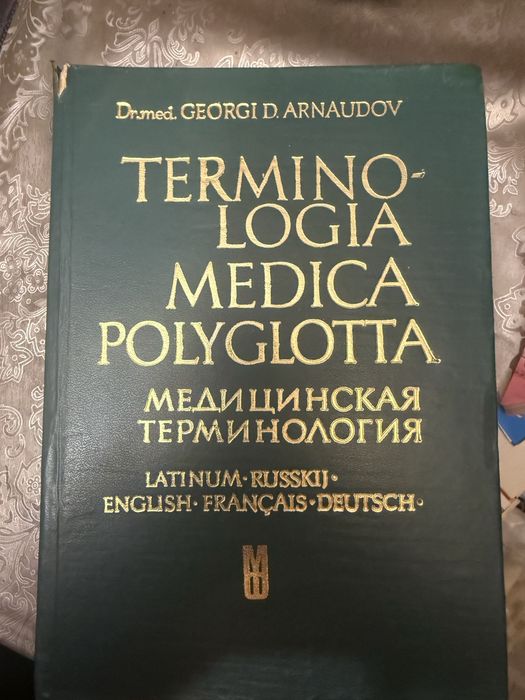 Dr.med. GEORGI D. ARNAUDOV
TERMINO-
LOGIA
MEDICA
POLYGLOTTA
МЕДИЦИНСКАЯ
ТЕРМИНОЛОГИЯ
LATINUM · RUSSKIJ ·
ENGLISH · FRANÇAIS · DEUTSCH ·